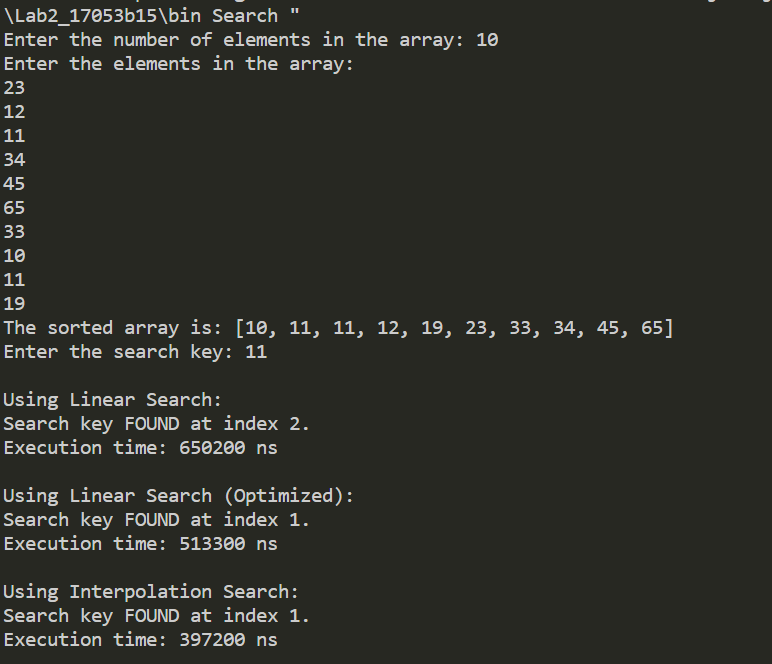 \Lab2_17053b15\bin Search "
Enter the number of elements in the array: 10
Enter the elements in the array:
23
12
11
34
45
65
33
10
11
19
The sorted array is: [10, 11, 11, 12, 19, 23, 33, 34, 45, 65]
Enter the search key: 11
Using Linear Search:
Search key FOUND at index 2.
Execution time: 650200 ns
Using Linear Search (Optimized):
Search key FOUND at index 1.
Execution time: 513300 ns
Using Interpolation Search:
Search key FOUND at index 1.
Execution time: 397200 ns